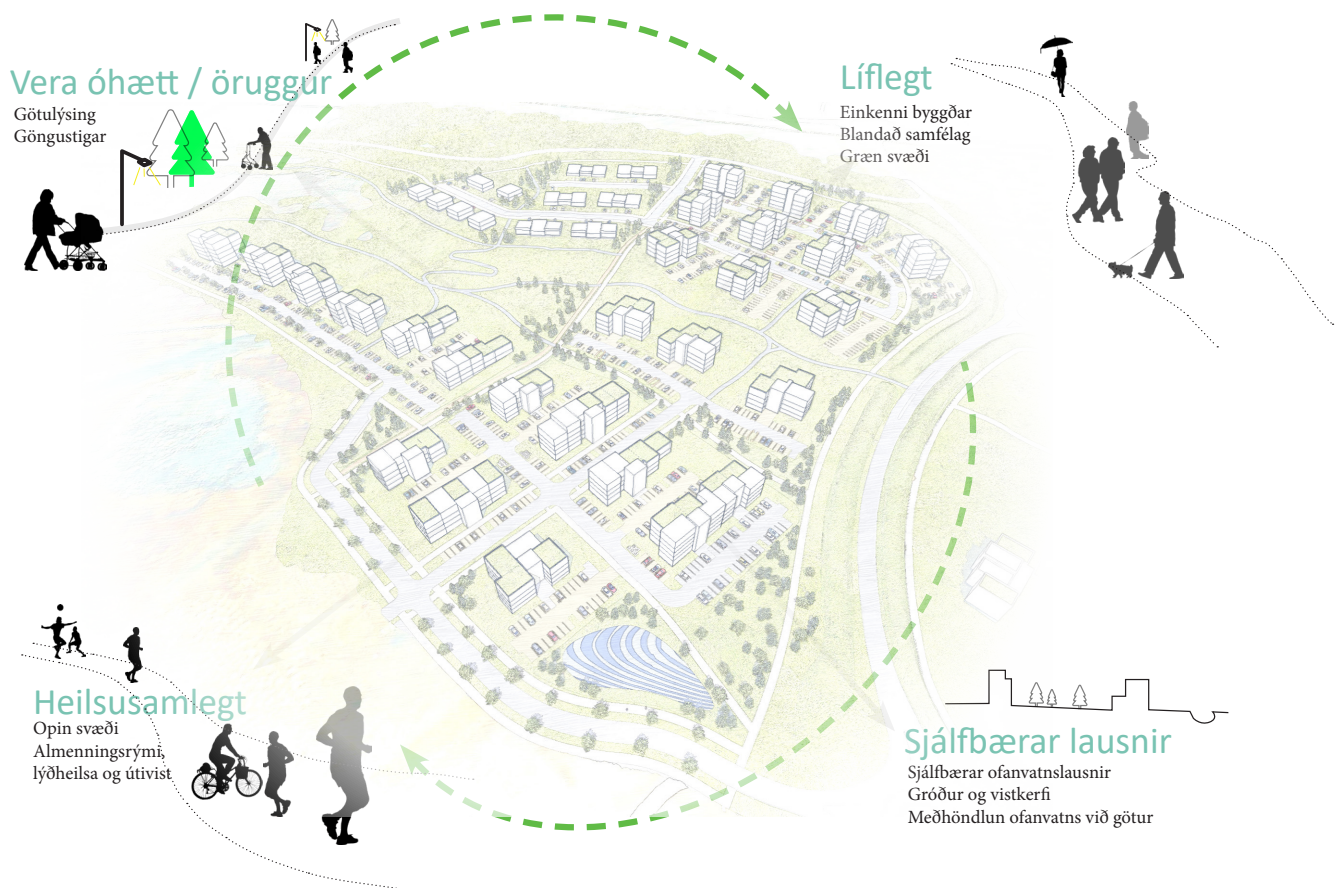 Vera óhætt / öruggur
Götulýsing
Göngustigar
Líflegt
Einkenni byggðar
Blandað samfélag
Græn svæði
Heilsusamlegt
Opin svæði
Almenningsrými,
lýðheilsa og útivist
Sjálfbærar lausnir
Sjálfbærar ofanvatnslausnir
Gróður og vistkerfi
Meðhöndlun ofanvatns við götur